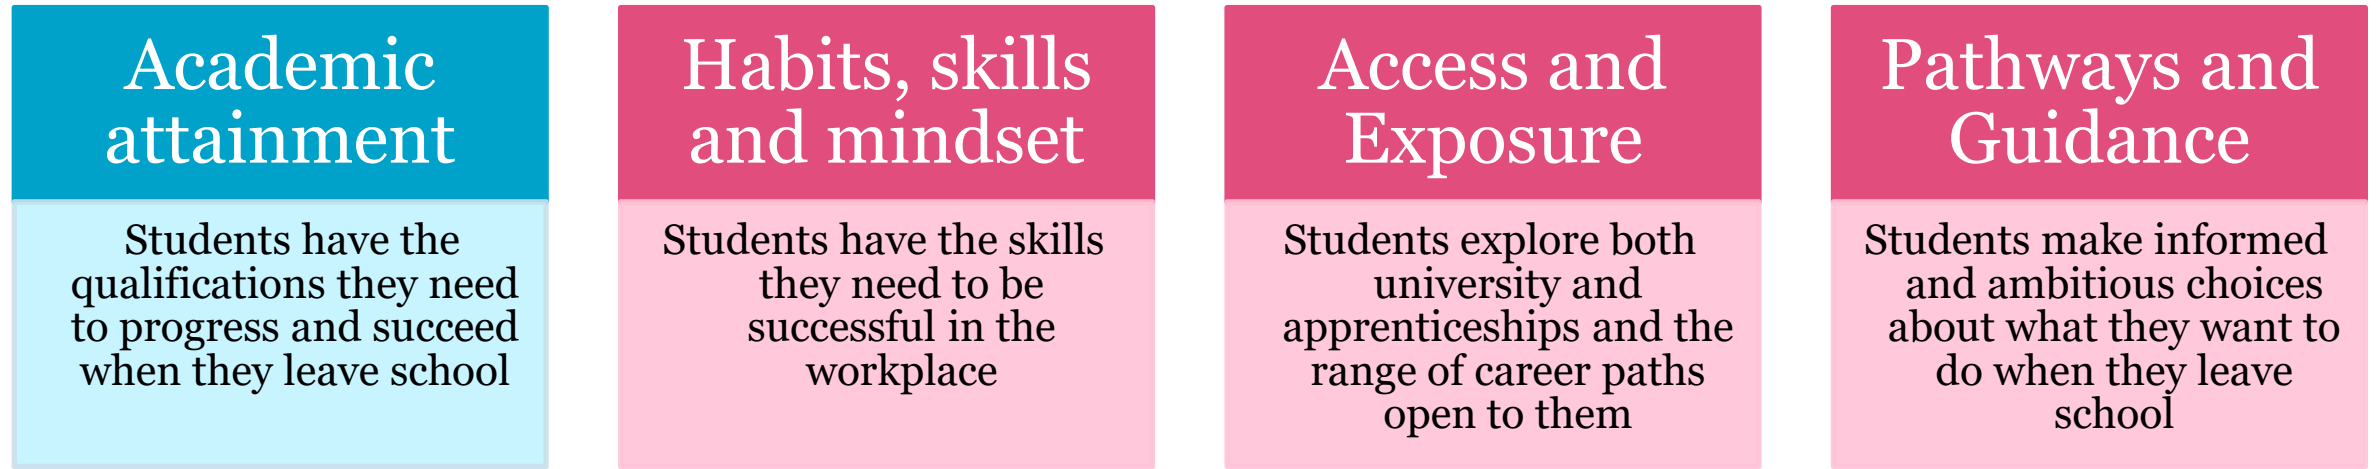 Academic
attainment
Students have the
qualifications they need
to progress and succeed
when they leave school
Habits, skills
and mindset
Students have the skills
they need to be
successful in the
workplace
Access and
Exposure
Students explore both
university and
apprenticeships and the
range of career paths
open to them
Pathways and
Guidance
Students make informed
and ambitious choices
about what they want to
do when they leave
school